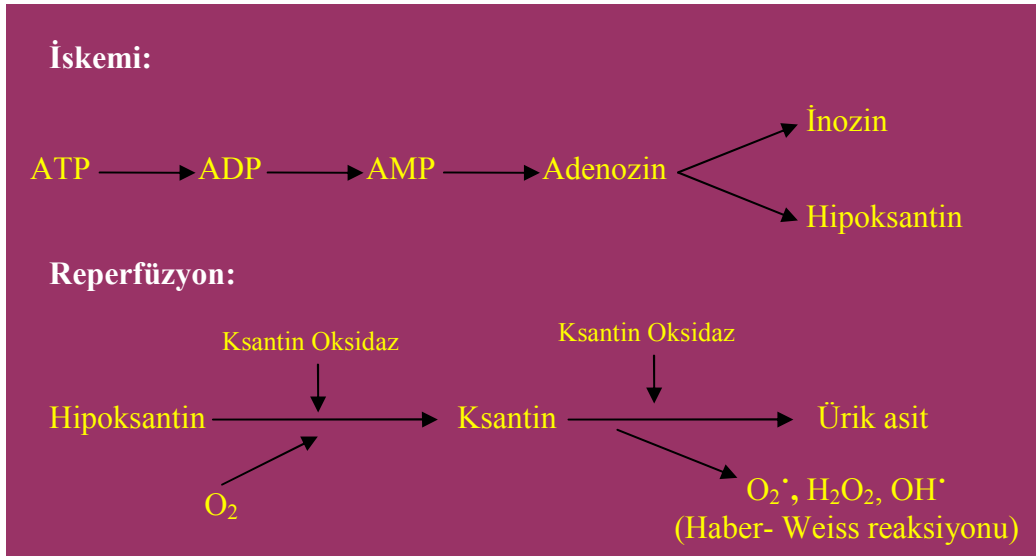 İskemi:
İnozin
ATP ADP AMP Adenozin
Hipoksantin
Reperfüzyon:
Ksantin Oksidaz Ksantin Oksidaz
Hipoksantin Ksantin Ürik asit
O₂ O₂˙, H₂O₂, OH˙
(Haber- Weiss reaksiyonu)